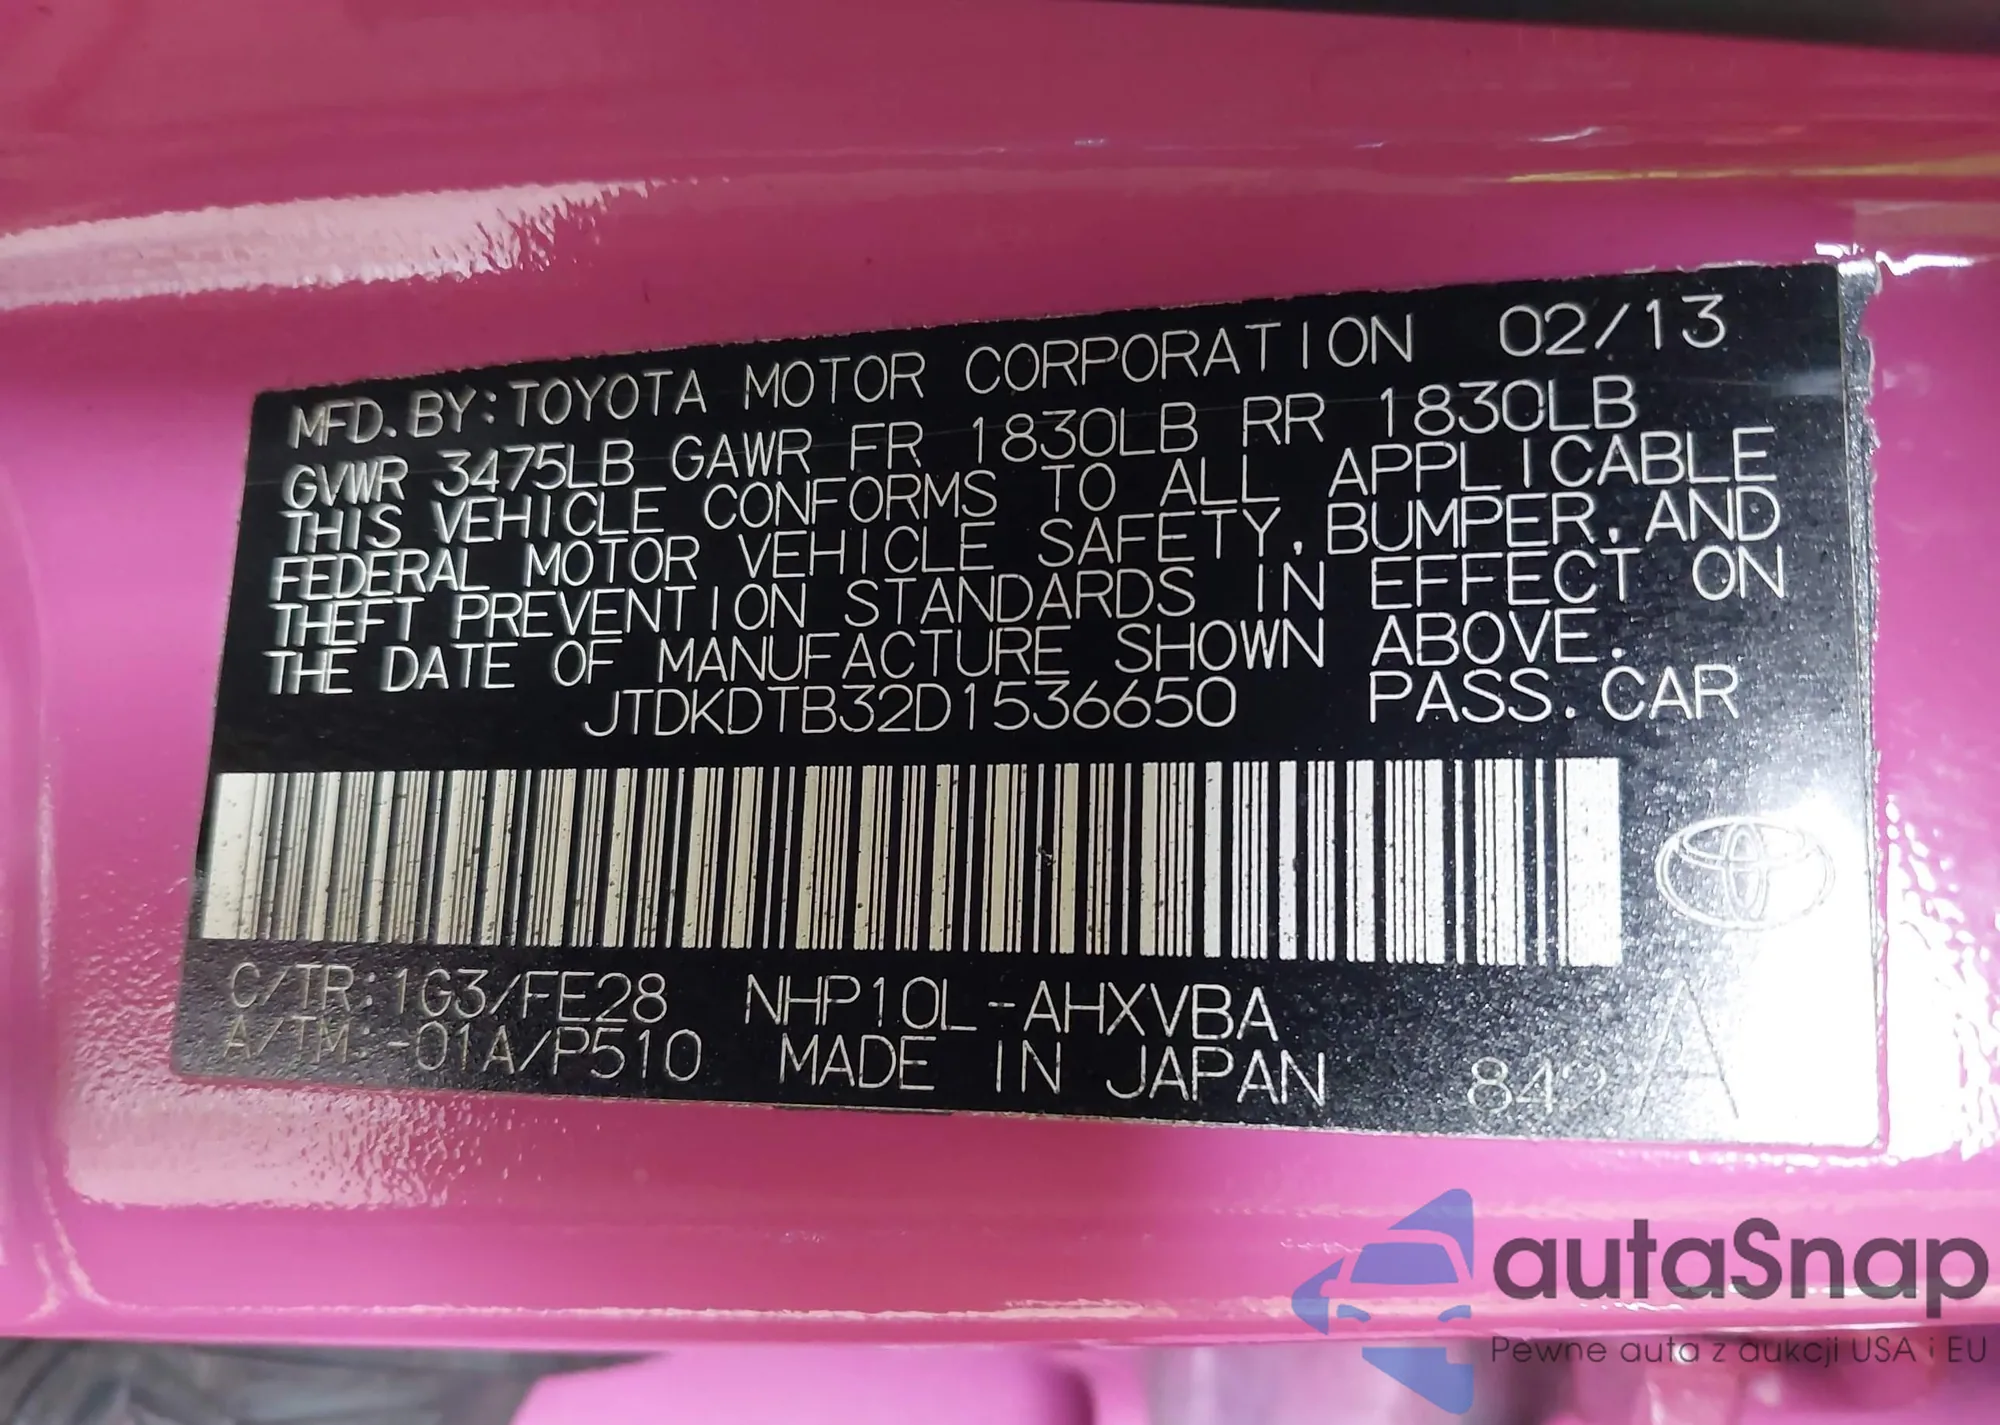 MFD. BY: TOYOTA MOTOR CORPORATION 02/13
GVWR 3475LB GAWR FR 1830LB RR 1830LB
THIS VEHICLE CONFORMS TO ALL APPLICABLE
FEDERAL MOTOR VEHICLE SAFETY, BUMPER, AND
THEFT PREVENTION STANDARDS IN EFFECT ON
THE DATE OF MANUFACTURE SHOWN ABOVE.
JTDKDTB32D1536650 PASS. CAR
C/TR: 1G3/FE28 NHP10L-AHXVBA
A/TM. -01A/P510 MADE IN JAPAN
autaSnap
Pewne auta z aukcji USA i EU